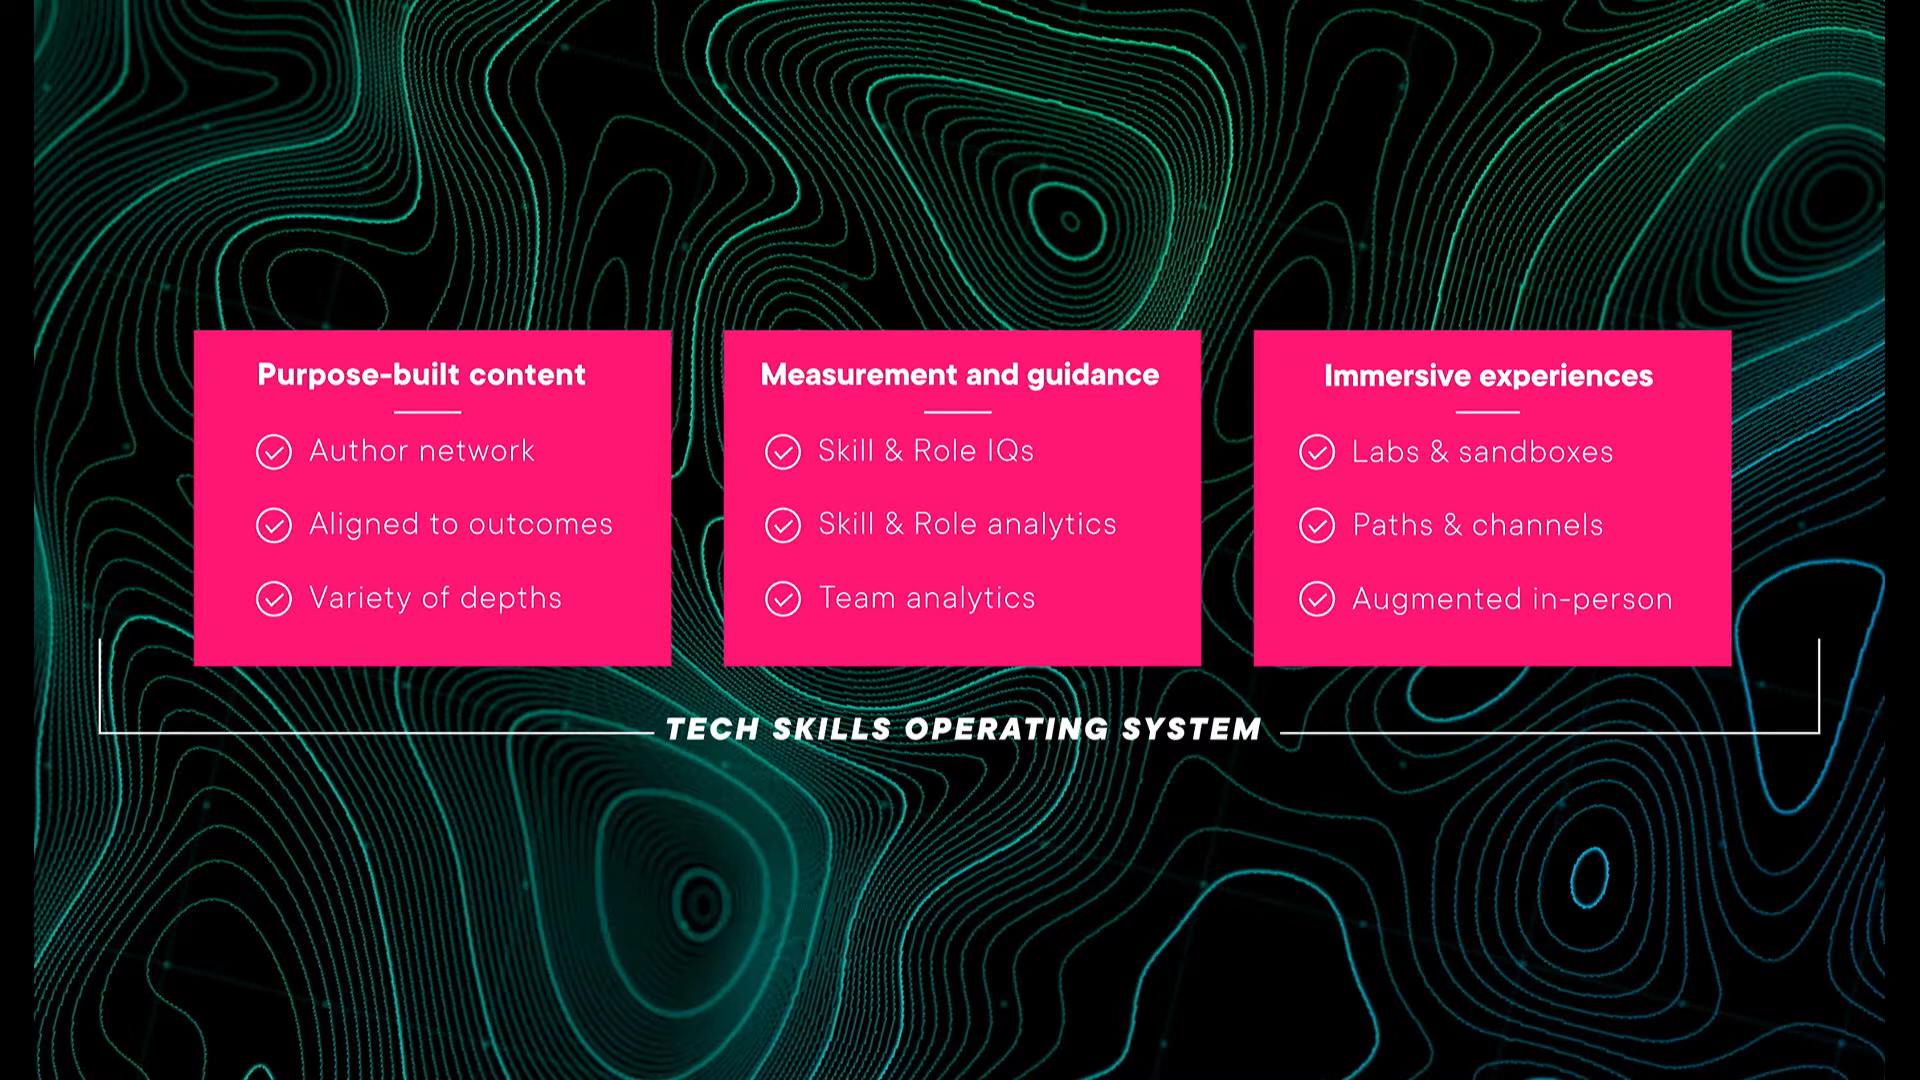 Purpose-built content
Author network
Aligned to outcomes
Variety of depths
Measurement and guidance
Skill & Role IQs
Skill & Role analytics
Team analytics
Immersive experiences
Labs & sandboxes
Paths & channels
Augmented in-person
TECH SKILLS OPERATING SYSTEM